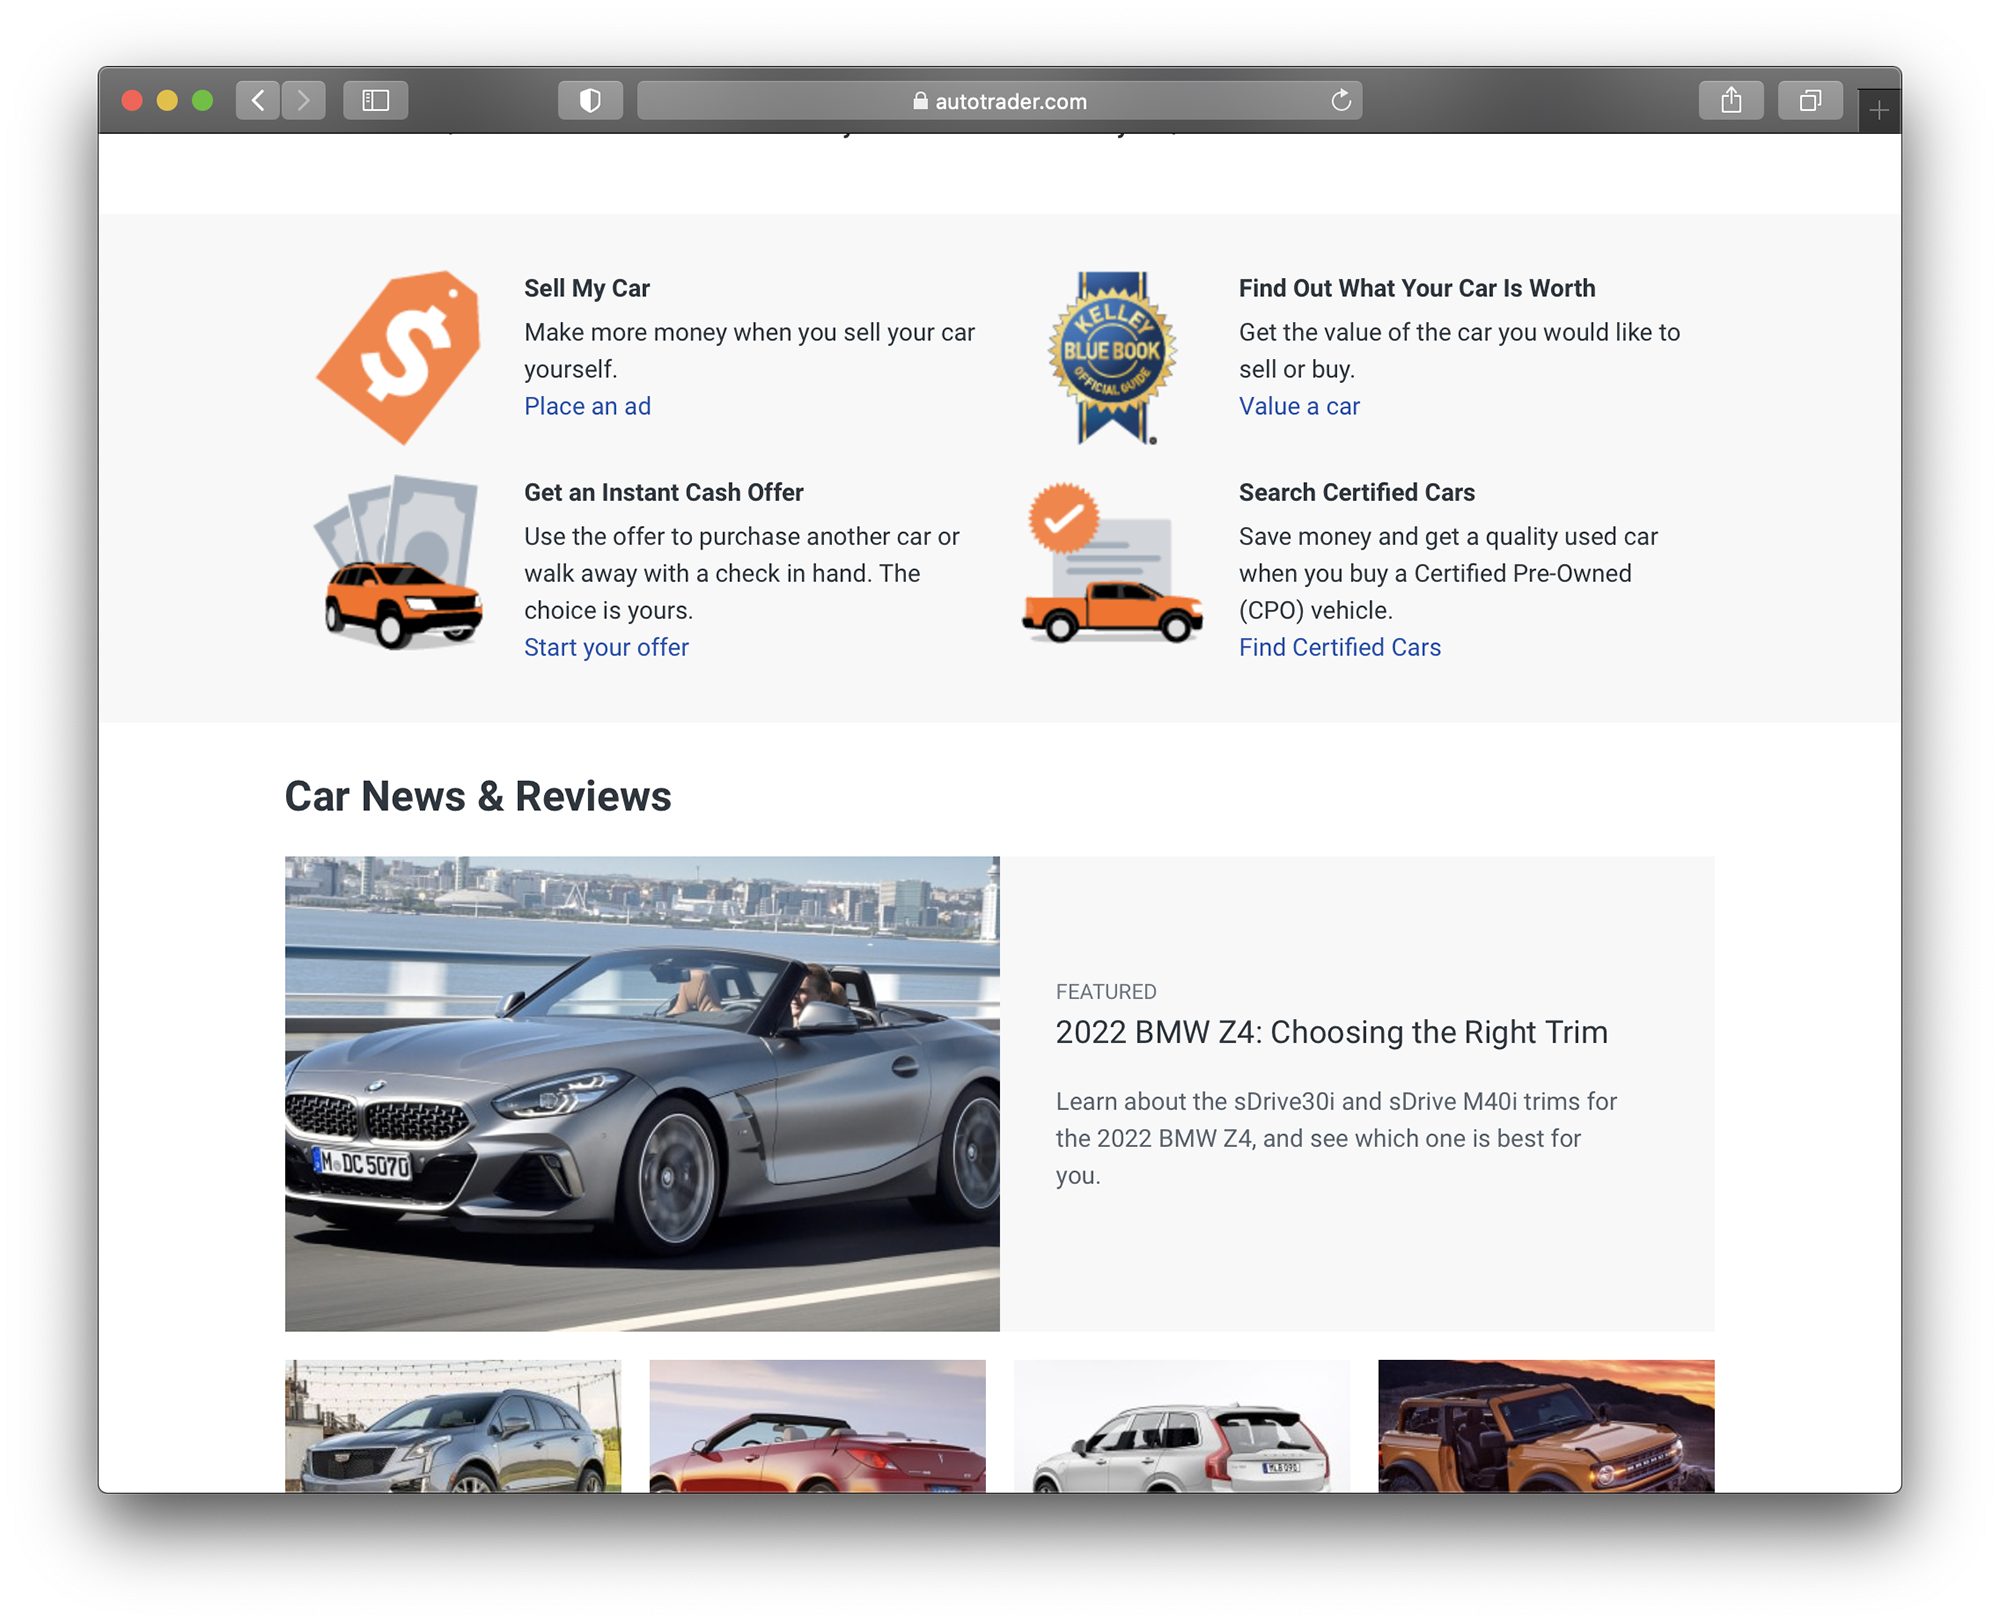 autotrader.com
Sell My Car
Make more money when you sell your car
yourself.
Place an ad
KELLEY
BLUE BOOK
OFFICIAL GUIDE
Find Out What Your Car Is Worth
Get the value of the car you would like to
sell or buy.
Value a car
Get an Instant Cash Offer
Use the offer to purchase another car or
walk away with a check in hand. The
choice is yours.
Start your offer
Search Certified Cars
Save money and get a quality used car
when you buy a Certified Pre-Owned
(CPO) vehicle.
Find Certified Cars
Car News & Reviews
M DC 5070
FEATURED
2022 BMW Z4: Choosing the Right Trim
Learn about the sDrive30i and sDrive M40i trims for
the 2022 BMW Z4, and see which one is best for
you.
MLB 090
BRONCO